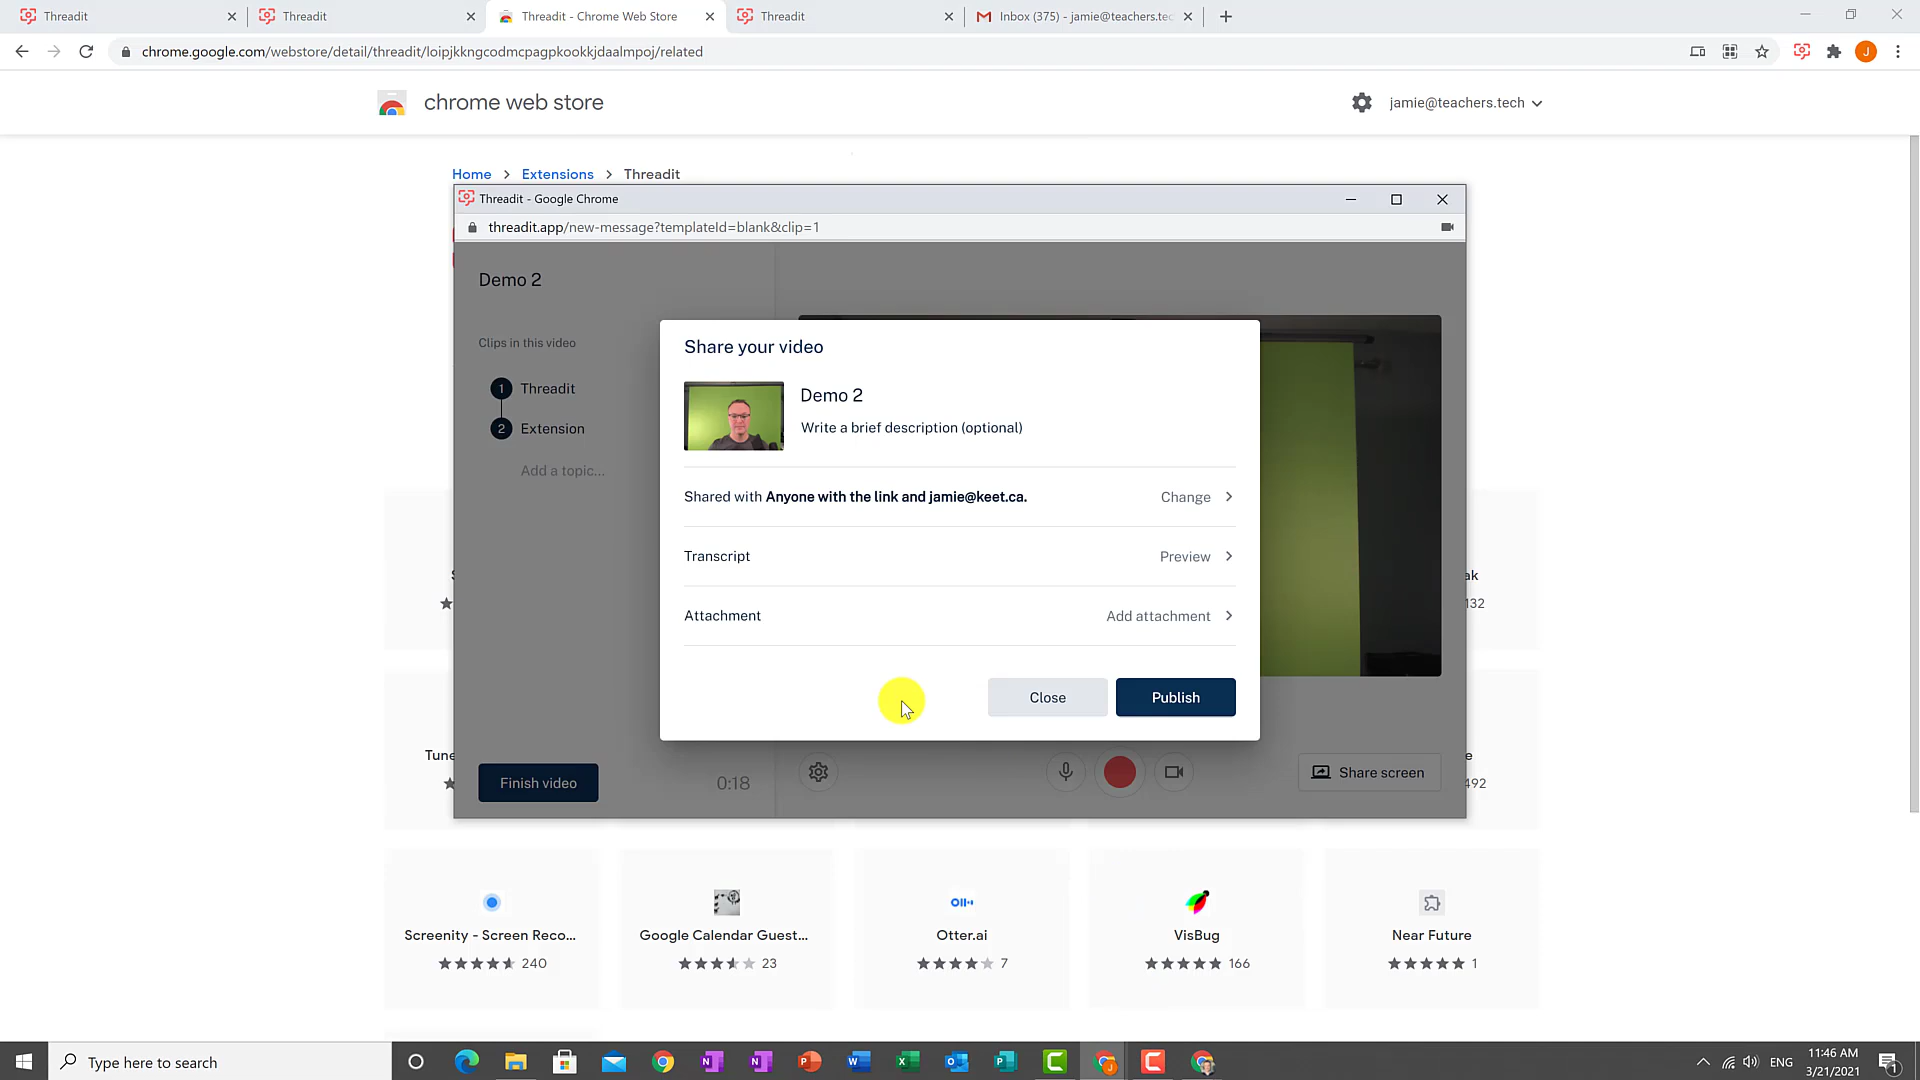 Threadit
Threadit
Threadit - Chrome Web Store
Threadit
Inbox (375) - jamie@teachers.tec
chrome.google.com/webstore/detail/threadit/loipjkkngcodmcpagpkookkjdaalmpoj/related
J
chrome web store
jamie@teachers.tech
Home > Extensions > Threadit
Threadit - Google Chrome
threadit.app/new-message?templateId=blank&clip=1
Demo 2
Clips in this video
1 Threadit
2 Extension
Add a topic...
Finish video
0:18
Share your video
Demo 2
Write a brief description (optional)
Shared with Anyone with the link and jamie@keet.ca.
Change
Transcript
Preview
Attachment
Add attachment
Close
Publish
Share screen
ak
132
Tune
e
492
Screenity - Screen Reco...
240
Google Calendar Guest...
23
Otter.ai
7
VisBug
166
Near Future
1
Type here to search
ENG
11:46 AM
3/21/2021
1